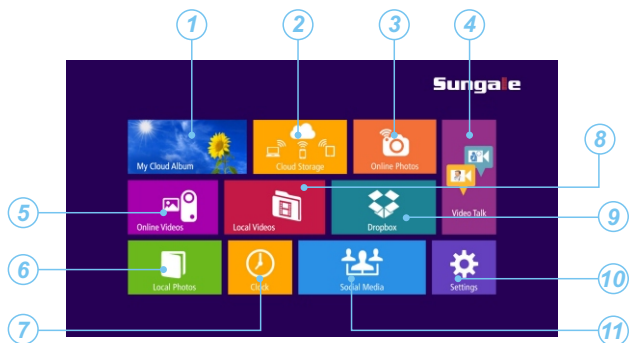 1 2 3 4
Sungale
My Cloud Album
Cloud Storage
Online Photos
8
5
Online Videos
Local Videos
Dropbox
Video Talk
9
6
Local Photos
Clock
Social Media
Settings
10
7
11